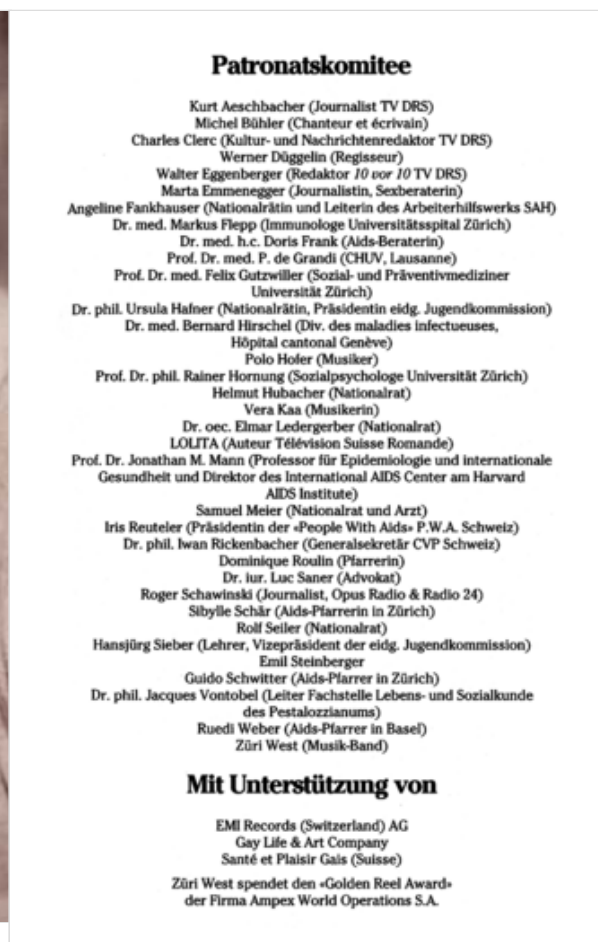 Patronatskomitee
Kurt Aeschbacher (Journalist TV DRS)
Michel Bühler (Chanteur et écrivain)
Charles Clerc (Kultur- und Nachrichtenredaktor TV DRS)
Werner Düggelin (Regisseur)
Walter Eggenberger (Redaktor 10 vor 10 TV DRS)
Marta Emmenegger (Journalistin, Sexberaterin)
Angeline Fankhauser (Nationalrätin und Leiterin des Arbeiterhilfswerks SAH)
Dr. med. Markus Flepp (Immunologe Universitätsspital Zürich)
Dr. med. h.c. Doris Frank (Aids-Beraterin)
Prof. Dr. med. P. de Grandi (CHUV, Lausanne)
Prof. Dr. med. Felix Gutzwiller (Sozial- und Präventivmediziner
Universität Zürich)
Dr. phil. Ursula Hafner (Nationalrätin, Präsidentin eidg. Jugendkommission)
Dr. med. Bernard Hirschel (Div. des maladies infectueuses,
Hôpital cantonal Genève)
Polo Hofer (Musiker)
Prof. Dr. phil. Rainer Hornung (Sozialpsychologe Universität Zürich)
Helmut Hubacher (Nationalrat)
Vera Kaa (Musikerin)
Dr. oec. Elmar Ledergerber (Nationalrat)
LOLITA (Auteur Télévision Suisse Romande)
Prof. Dr. Jonathan M. Mann (Professor für Epidemiologie und internationale
Gesundheit und Direktor des International AIDS Center am Harvard
AIDS Institute)
Samuel Meier (Nationalrat und Arzt)
Iris Reuteler (Präsidentin der «People With Aids» P.W.A. Schweiz)
Dr. phil. Iwan Rickenbacher (Generalsekretär CVP Schweiz)
Dominique Roulin (Pfarrerin)
Dr. iur. Luc Saner (Advokat)
Roger Schawinski (Journalist, Opus Radio & Radio 24)
Sibylle Schär (Aids-Pfarrerin in Zürich)
Rolf Seiler (Nationalrat)
Hansjürg Sieber (Lehrer, Vizepräsident der eidg. Jugendkommission)
Emil Steinberger
Guido Schwitter (Aids-Pfarrer in Zürich)
Dr. phil. Jacques Vontobel (Leiter Fachstelle Lebens- und Sozialkunde
des Pestalozzianums)
Ruedi Weber (Aids-Pfarrer in Basel)
Züri West (Musik-Band)
Mit Unterstützung von
EMI Records (Switzerland) AG
Gay Life & Art Company
Santé et Plaisir Gais (Suisse)
Züri West spendet den «Golden Reel Award»
der Firma Ampex World Operations S.A.